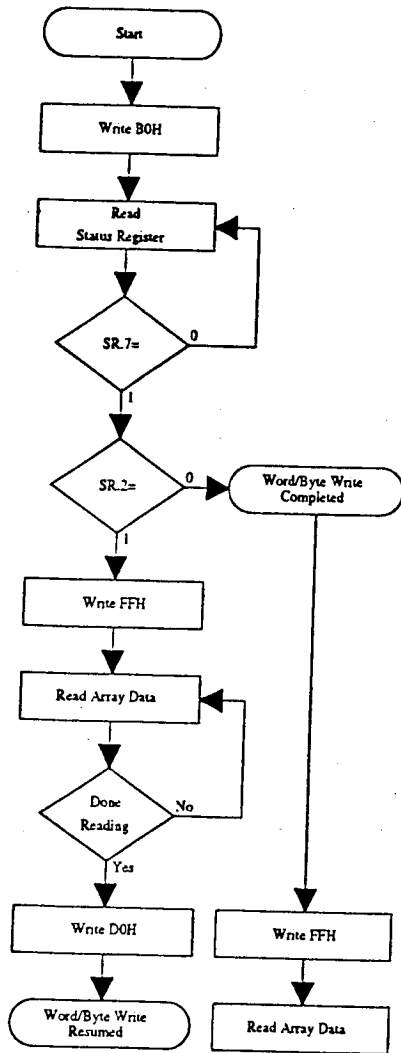 Start
Write B0H
Read
Status Register
SR.7=
0
1
SR.2=
0
Word/Byte Write
Completed
1
Write FFH
Read Array Data
Done
Reading
No
Yes
Write D0H
Write FFH
Word/Byte Write
Resumed
Read Array Data